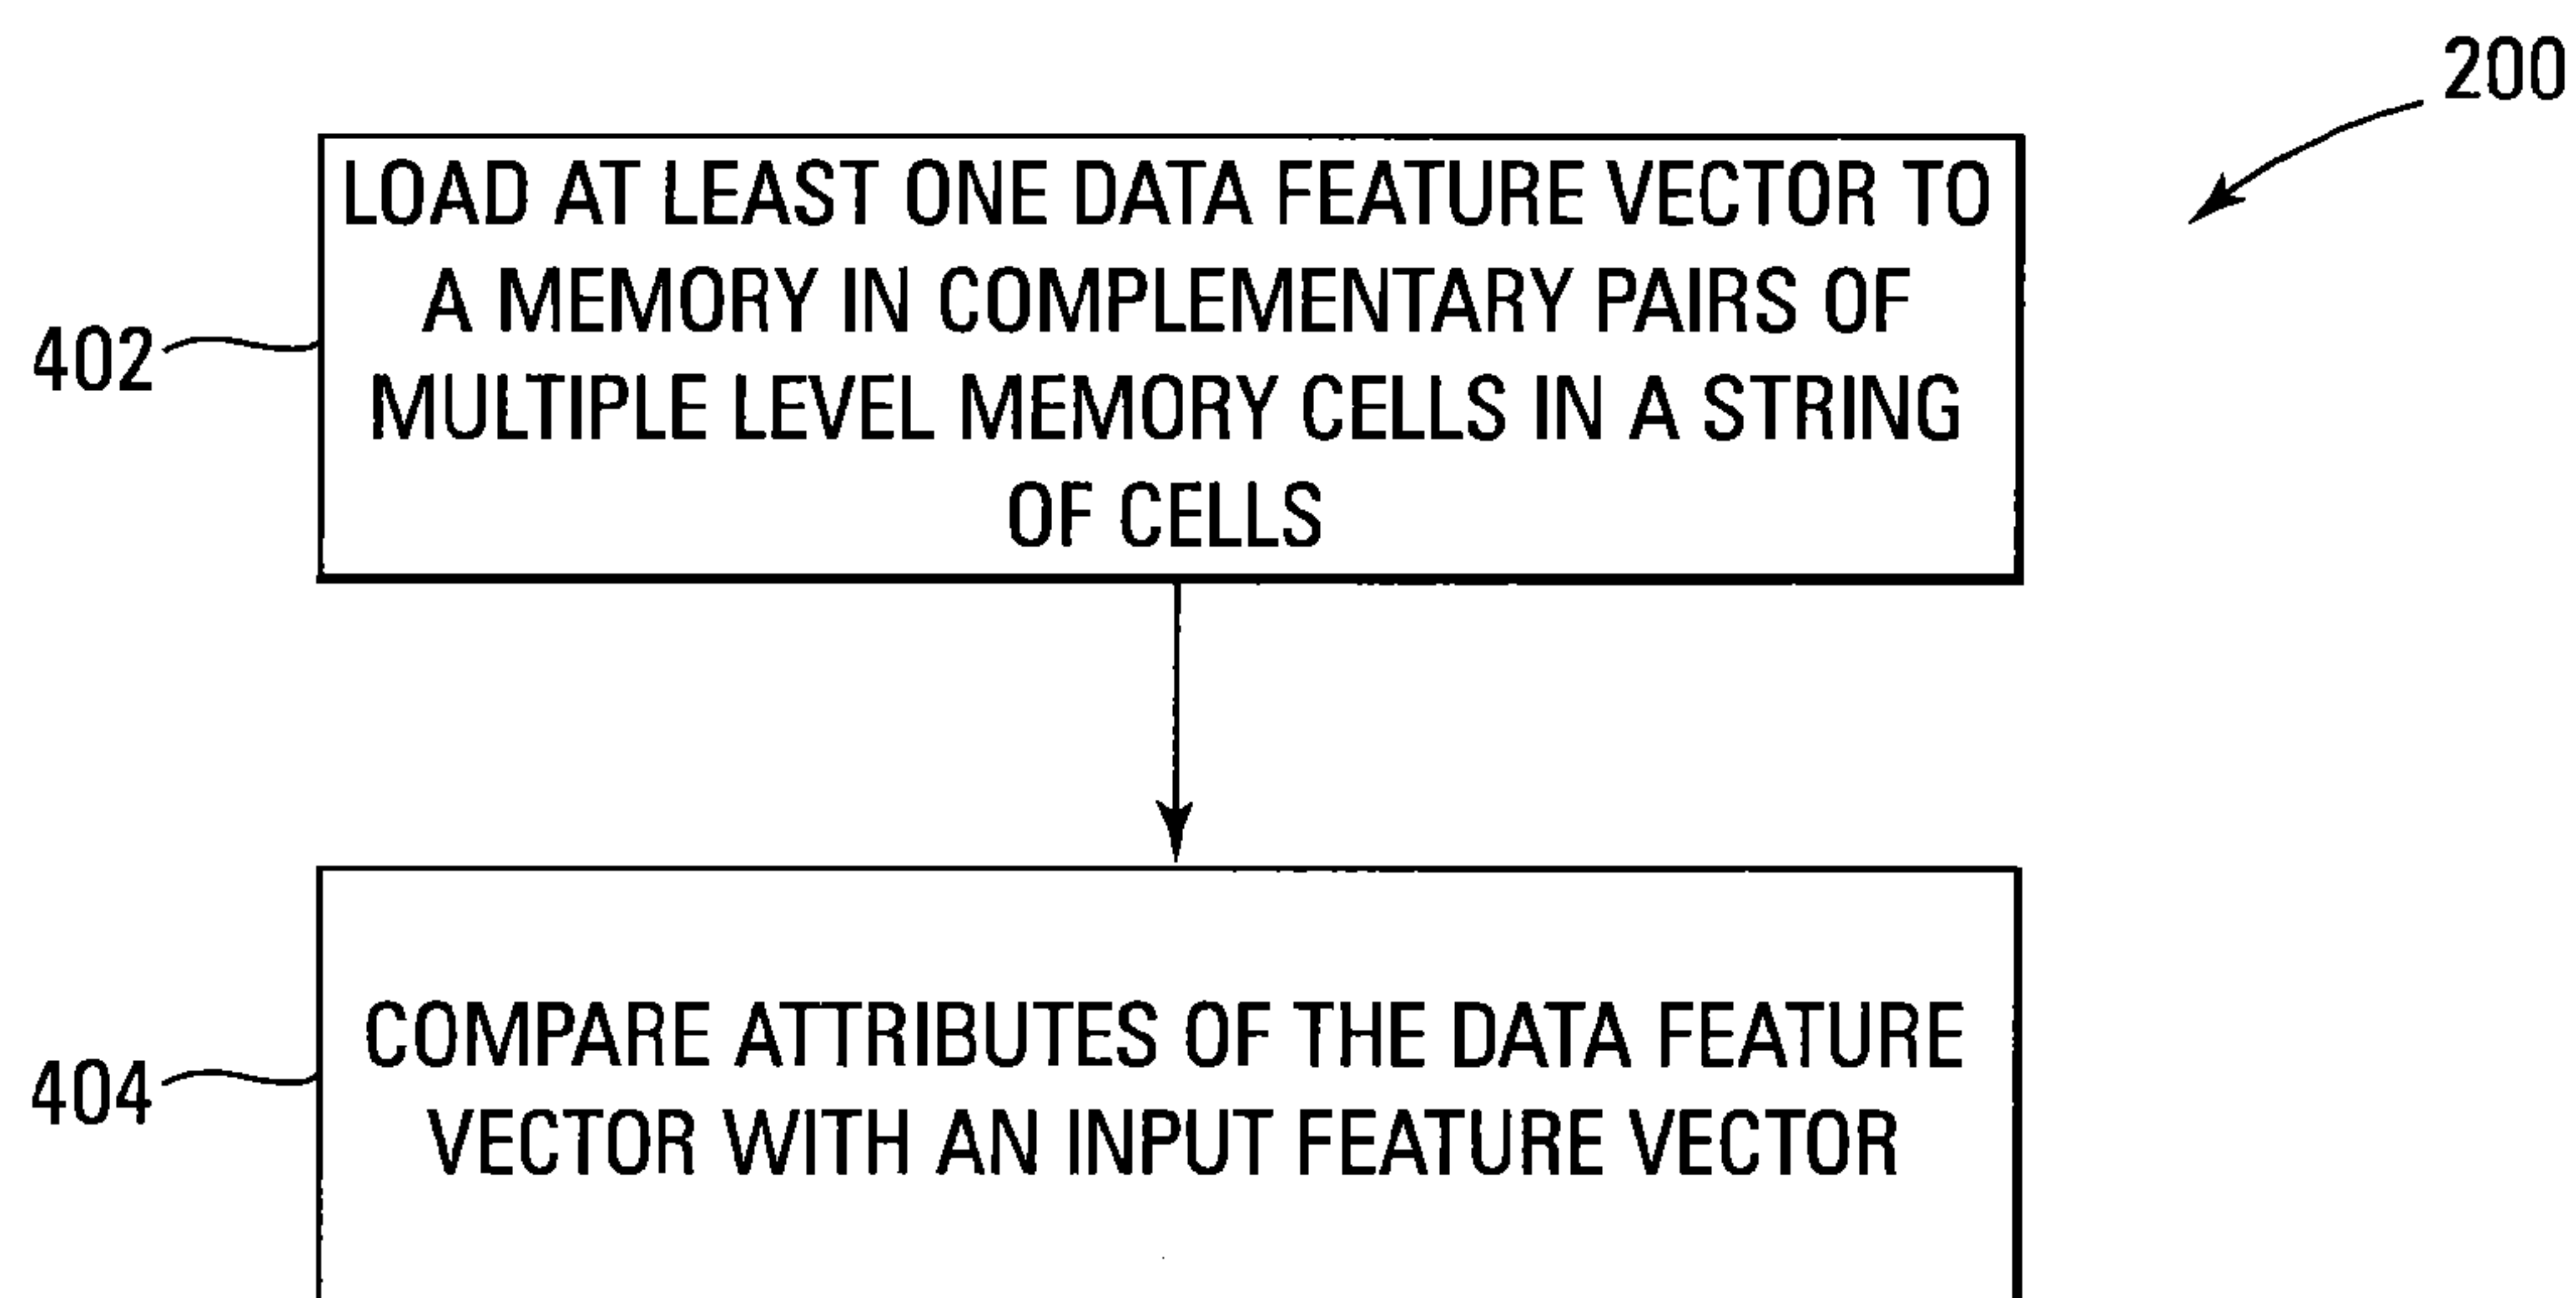 200
LOAD AT LEAST ONE DATA FEATURE VECTOR TO
A MEMORY IN COMPLEMENTARY PAIRS OF
MULTIPLE LEVEL MEMORY CELLS IN A STRING
OF CELLS
402
COMPARE ATTRIBUTES OF THE DATA FEATURE
VECTOR WITH AN INPUT FEATURE VECTOR
404